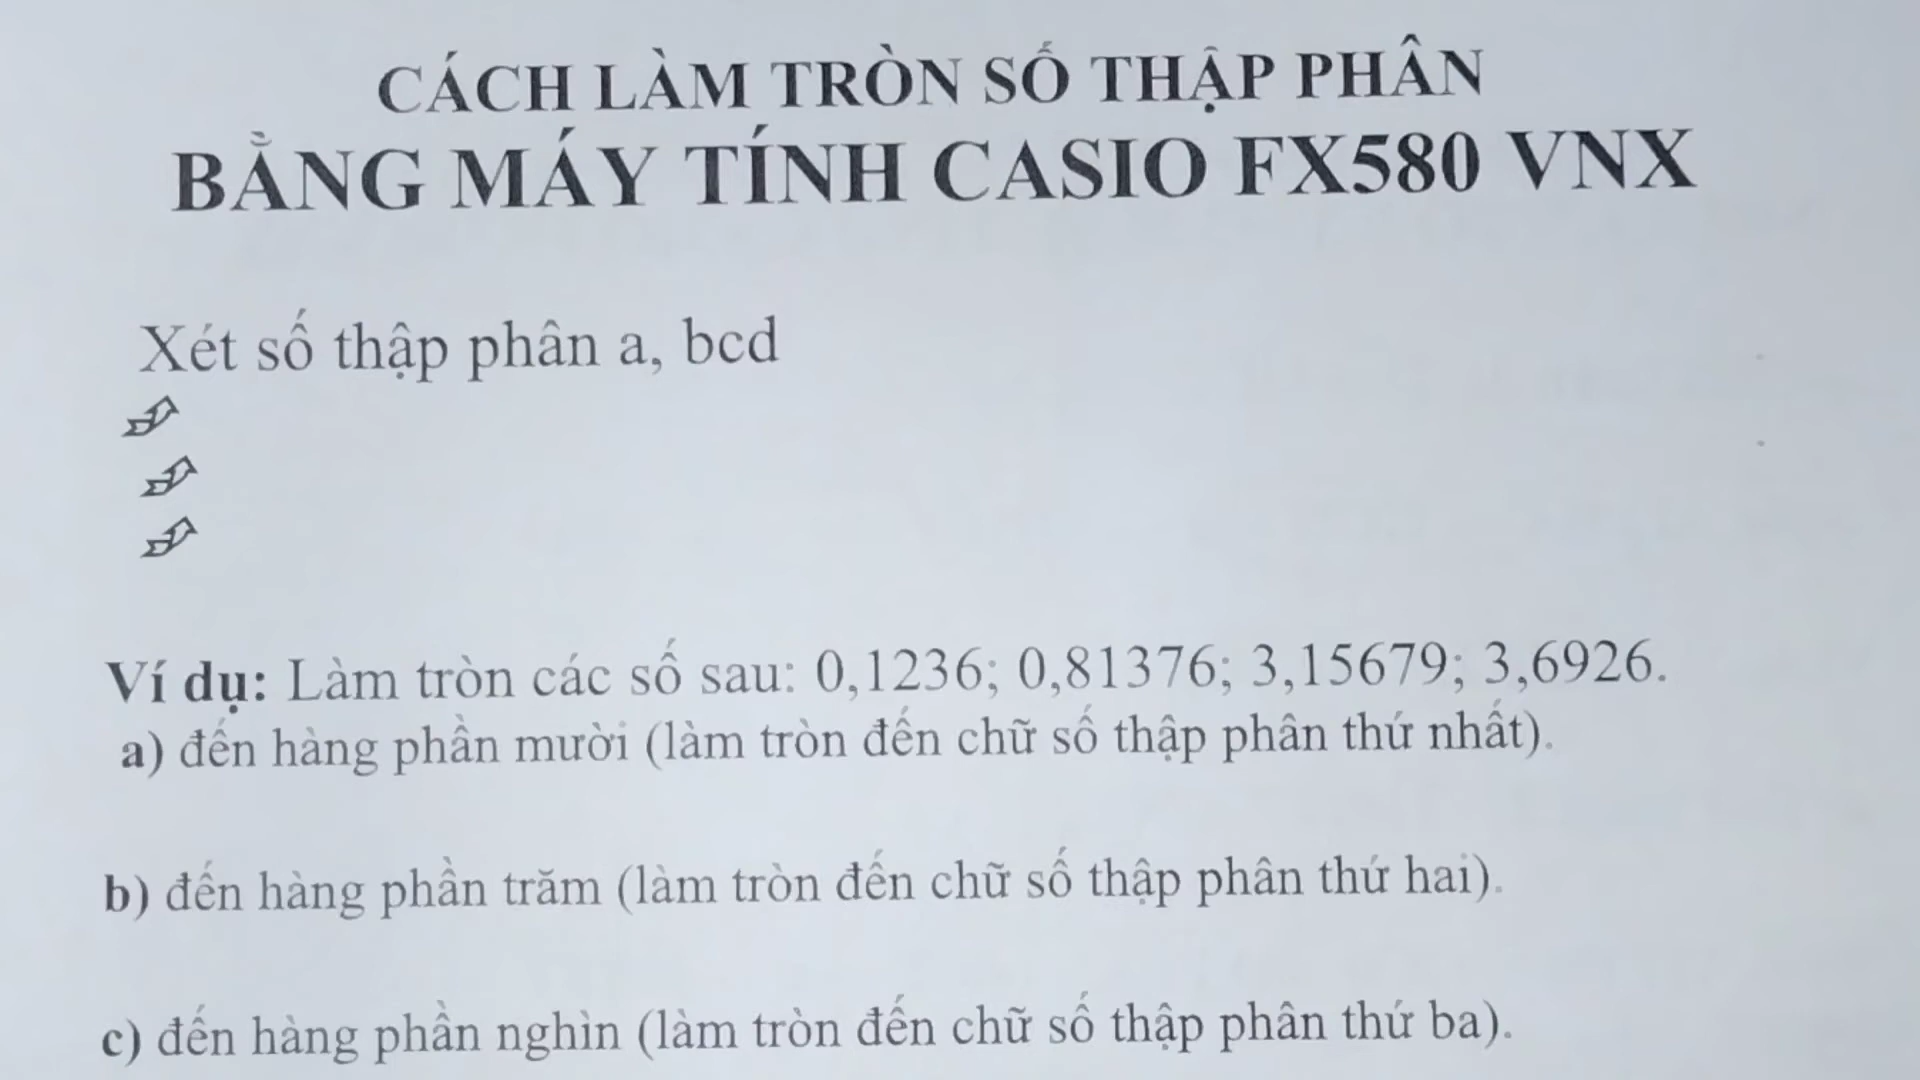 CÁCH LÀM TRÒN SỐ THẬP PHÂN
BẰNG MÁY TÍNH CASIO FX580 VNX
Xét số thập phân a, bcd
Ví dụ: Làm tròn các số sau: 0,1236; 0,81376; 3,15679; 3,6926.
a) đến hàng phần mười (làm tròn đến chữ số thập phân thứ nhất).
b) đến hàng phần trăm (làm tròn đến chữ số thập phân thứ hai).
c) đến hàng phần nghìn (làm tròn đến chữ số thập phân thứ ba).